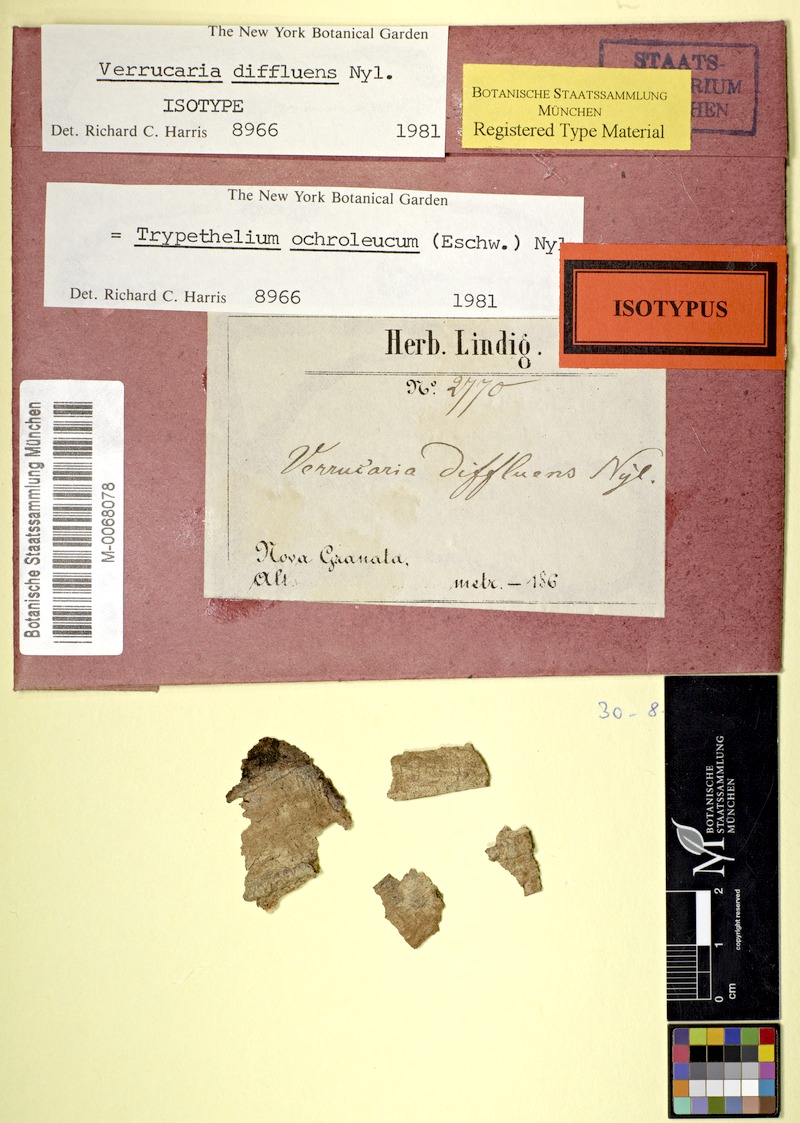 The New York Botanical Garden
Verrucaria diffluens Nyl.
ISOTYPE
Det. Richard C. Harris 8966 1981
STAATS-
BOTANISCHE STAATSSAMMLUNG
MÜNCHEN
Registered Type Material
The New York Botanical Garden
= Trypethelium ochroleucum (Eschw.) Nyl
Det. Richard C. Harris 8966 1981
ISOTYPUS
Herb. Lindig.
8
No. 2770
Verrucaria diffluens Nyl.
Nova Granata,
Alt. metr. — 186
Botanische Staatssammlung München
M-0068078
30-8
BOTANISCHE
STAATSSAMMLUNG
MÜNCHEN
M
0 1 2
cm
copyright reserved